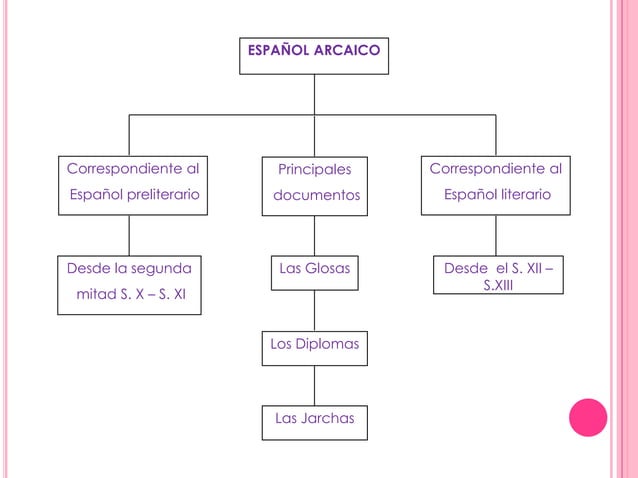 ESPAÑOL ARCAICO
Correspondiente al
Español preliterario
Principales
documentos
Correspondiente al
Español literario
Desde la segunda
mitad S. X – S. XI
Las Glosas
Desde el S. XII –
S.XIII
Los Diplomas
Las Jarchas